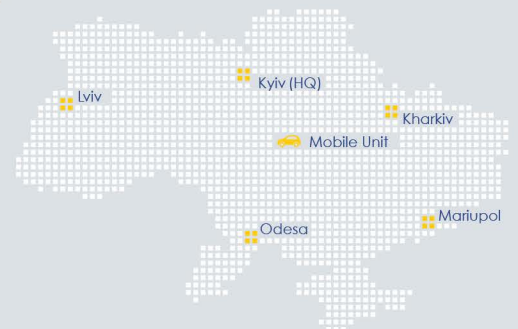 Kyiv (HQ)
Lviv
Kharkiv
Mobile Unit
Mariupol
Odesa